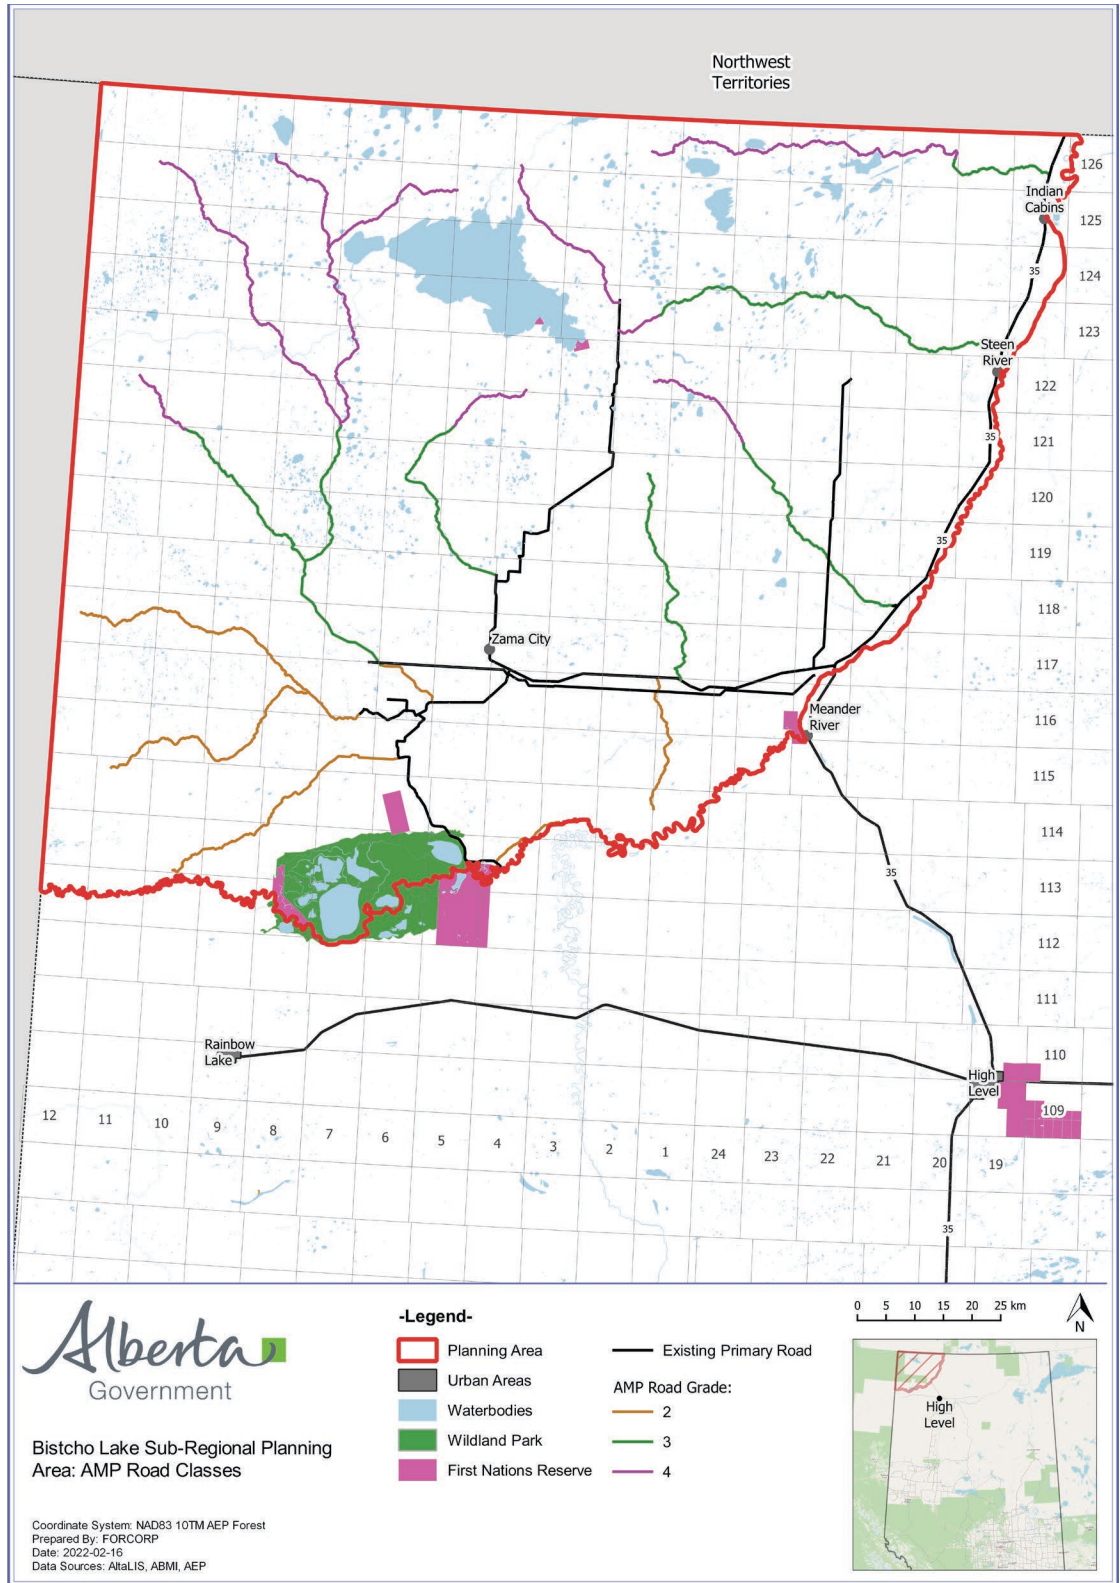 Northwest
Territories
126
Indian
Cabins
125
35
124
123
Steen
River
122
35
121
120
35
119
118
Zama City
117
Meander
River
116
115
114
35
113
112
111
Rainbow
Lake
110
High
Level
109
12
11
10
9
8
7
6
5
4
3
2
1
24
23
22
21
20
19
35
Alberta
Government
Bistcho Lake Sub-Regional Planning
Area: AMP Road Classes
Coordinate System: NAD83 10TM AEP Forest
Prepared By: FORCORP
Date: 2022-02-16
Data Sources: AltaLIS, ABMI, AEP
-Legend-
Planning Area
Urban Areas
Waterbodies
Wildland Park
First Nations Reserve
Existing Primary Road
AMP Road Grade:
2
3
4
0 5 10 15 20 25 km
N
High
Level